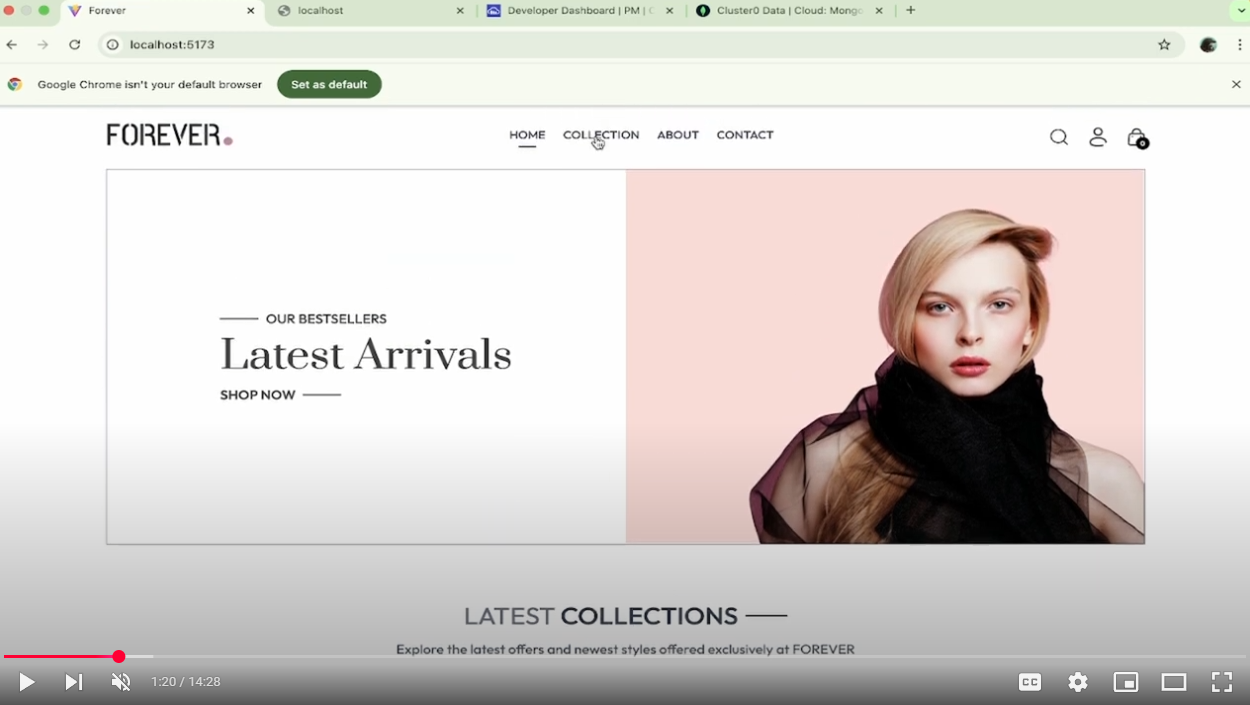 Forever
localhost
Developer Dashboard | PM |
Cluster0 Data | Cloud: Mong
localhost:5173
Google Chrome isn't your default browser
Set as default
FOREVER.
HOME
COLLECTION
ABOUT
CONTACT
0
OUR BESTSELLERS
Latest Arrivals
SHOP NOW
LATEST COLLECTIONS
Explore the latest offers and newest styles offered exclusively at FOREVER
1:20 / 14:28
CC